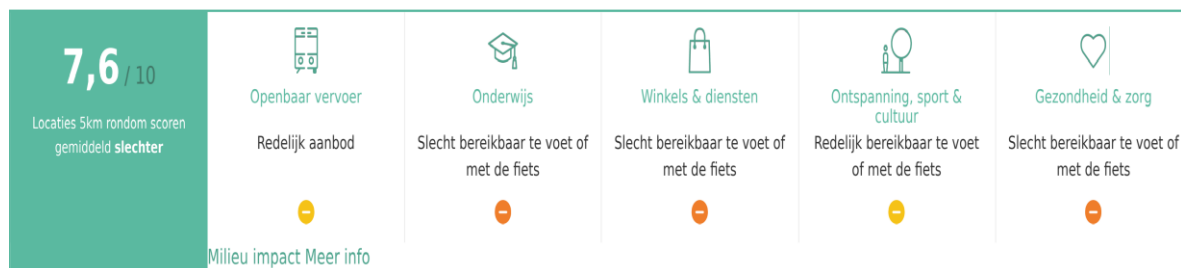 7,6 / 10
Locaties 5km rondom scoren
gemiddeld slechter
Openbaar vervoer
Redelijk aanbod
Onderwijs
Slecht bereikbaar te voet of
met de fiets
Winkels & diensten
Slecht bereikbaar te voet of
met de fiets
Ontspanning, sport &
cultuur
Redelijk bereikbaar te voet
of met de fiets
Gezondheid & zorg
Slecht bereikbaar te voet of
met de fiets
Milieu impact Meer info